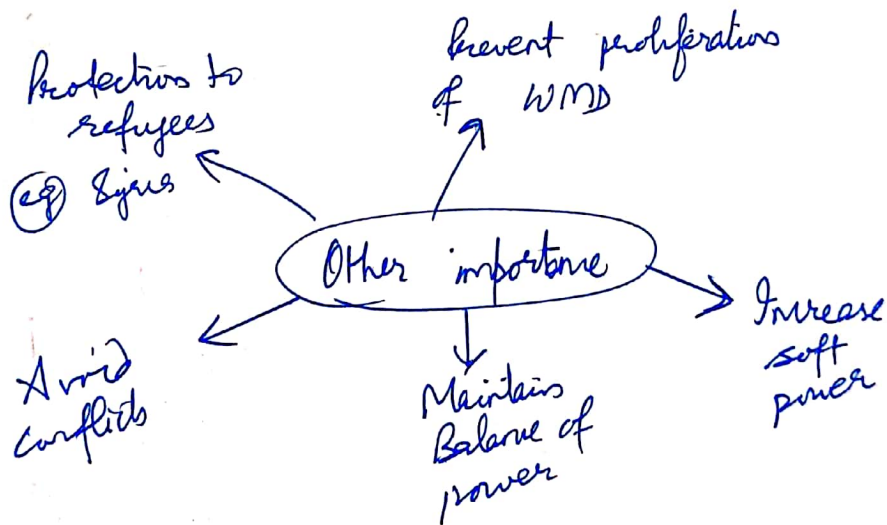 Protection to
refugees
eg Syria
Prevent proliferation
of WMD
Other importance
Increase
soft
power
Maintains
Balance of
power
Avoid
conflicts